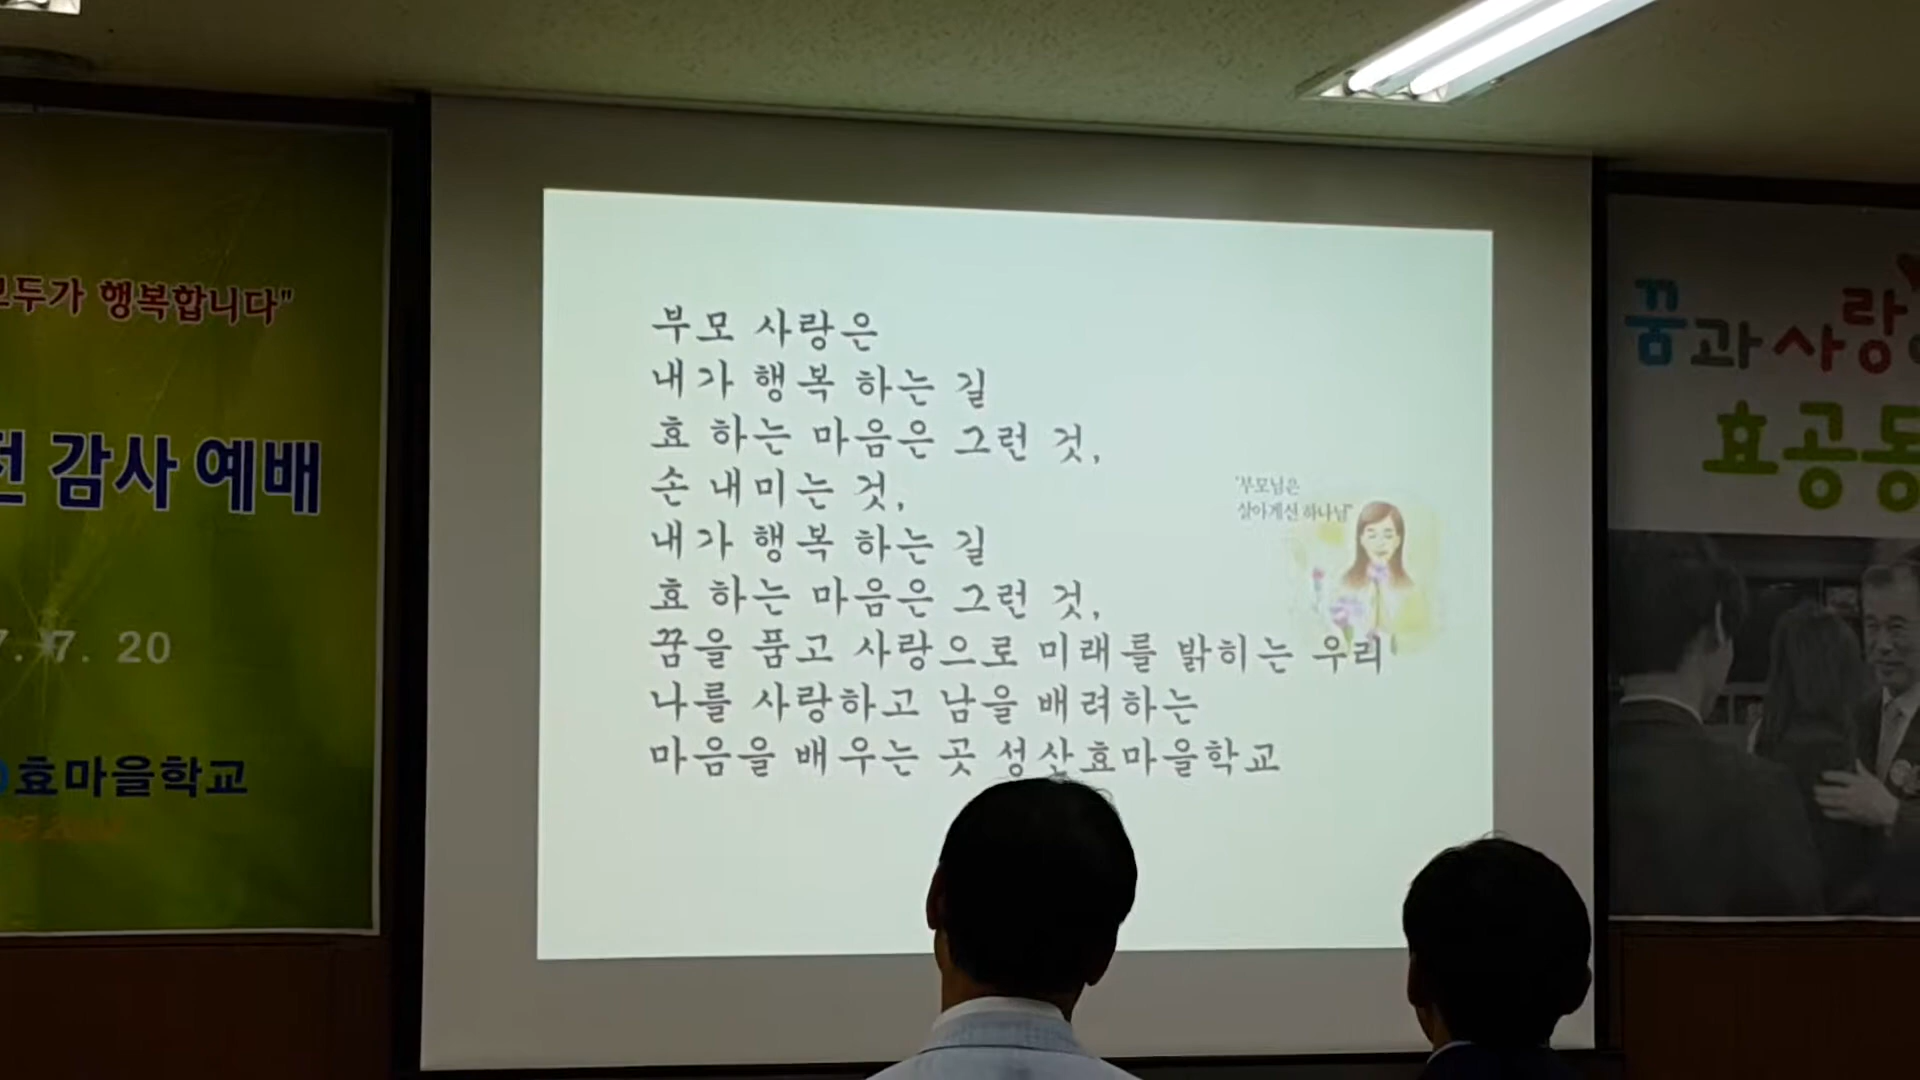 행복합니다"
감사 예배
7. 20
효마을학교
부모 사랑은
내가 행복 하는 길
효 하는 마음은 그런 것,
손 내미는 것,
내가 행복 하는 길
효 하는 마음은 그런 것,
꿈을 품고 사랑으로 미래를 밝히는 우리
나를 사랑하고 남을 배려하는
마음을 배우는 곳 성산효마을학교
"부모님은
살아계신 하나님"
꿈과 사랑
효공동